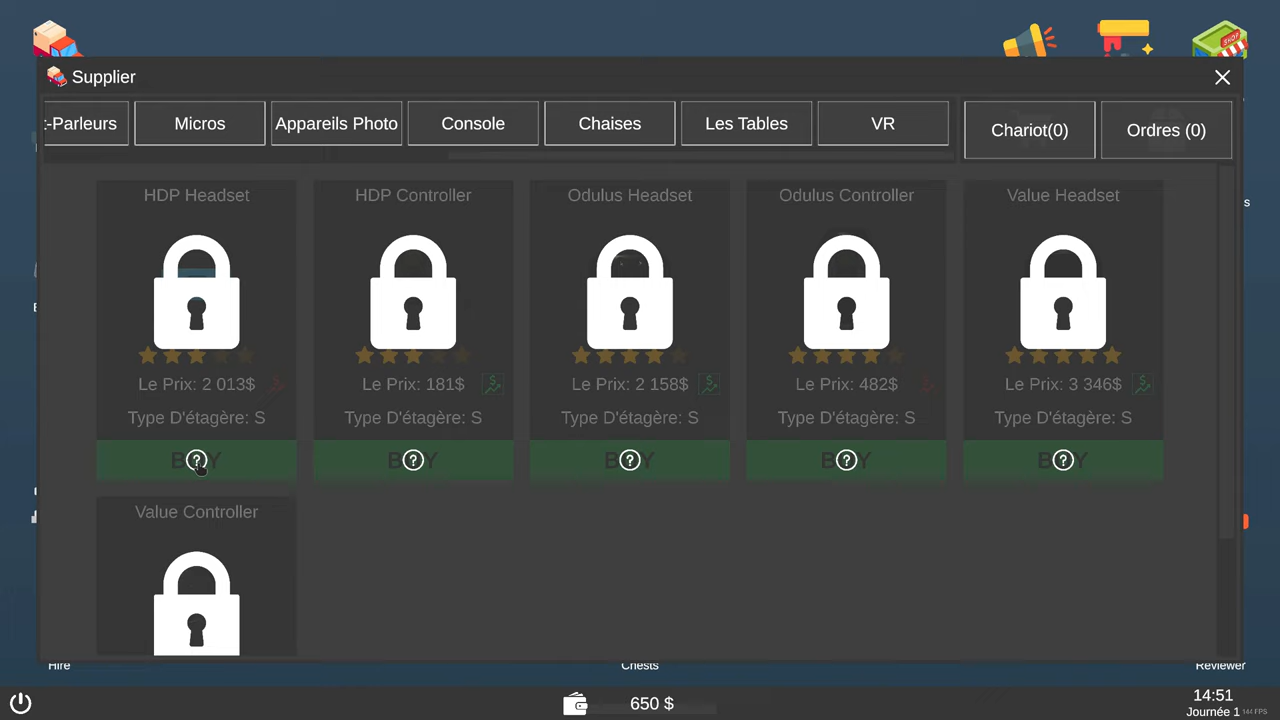 Supplier
t-Parleurs
Micros
Appareils Photo
Console
Chaises
Les Tables
VR
Chariot(0)
Ordres (0)
HDP Headset
Le Prix: 2 013$
Type D'étagère: S
HDP Controller
Le Prix: 181$
Type D'étagère: S
Odulus Headset
Le Prix: 2 158$
Type D'étagère: S
Odulus Controller
Le Prix: 482$
Type D'étagère: S
Value Headset
Le Prix: 3 346$
Type D'étagère: S
Value Controller
Hire
Chests
Reviewer
650 $
14:51
Journée 1
144 FPS